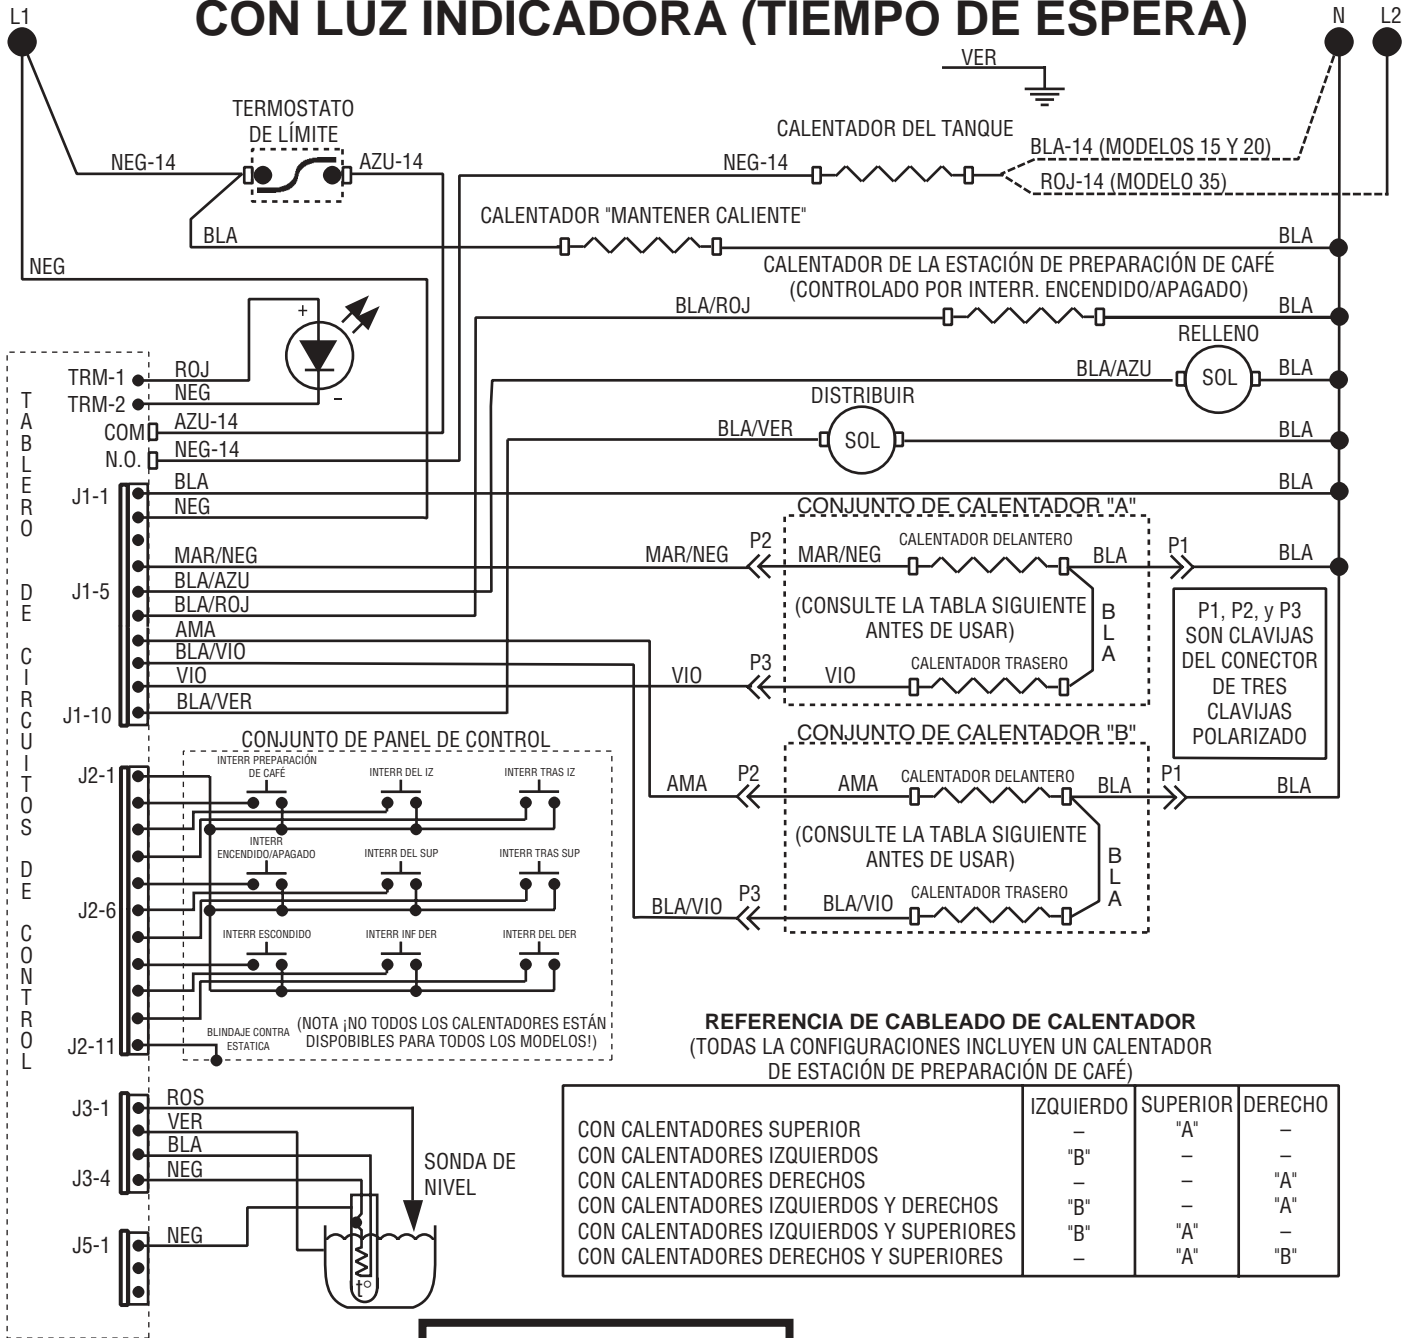 CON LUZ INDICADORA (TIEMPO DE ESPERA)
L1
N
L2
VER
TERMOSTATO
DE LÍMITE
CALENTADOR DEL TANQUE
NEG-14
AZU-14
NEG-14
BLA-14 (MODELOS 15 Y 20)
ROJ-14 (MODELO 35)
CALENTADOR "MANTENER CALIENTE"
BLA
BLA
NEG
CALENTADOR DE LA ESTACIÓN DE PREPARACIÓN DE CAFÉ
(CONTROLADO POR INTERR. ENCENDIDO/APAGADO)
BLA/ROJ
BLA
+
–
RELLENO
BLA/AZU
SOL
BLA
DISTRIBUIR
BLA/VER
SOL
BLA
TABLERO DE CIRCUITOS DE CONTROL
TRM-1
ROJ
TRM-2
NEG
COM
AZU-14
N.O.
NEG-14
J1-1
BLA
BLA
NEG
MAR/NEG
J1-5
BLA/AZU
BLA/ROJ
AMA
BLA/VIO
VIO
J1-10
BLA/VER
CONJUNTO DE CALENTADOR "A"
MAR/NEG
P2
MAR/NEG
CALENTADOR DELANTERO
BLA
P1
BLA
(CONSULTE LA TABLA SIGUIENTE
ANTES DE USAR)
BLA
VIO
P3
VIO
CALENTADOR TRASERO
P1, P2, y P3
SON CLAVIJAS
DEL CONECTOR
DE TRES
CLAVIJAS
POLARIZADO
CONJUNTO DE CALENTADOR "B"
AMA
P2
AMA
CALENTADOR DELANTERO
BLA
P1
BLA
(CONSULTE LA TABLA SIGUIENTE
ANTES DE USAR)
BLA
BLA/VIO
P3
BLA/VIO
CALENTADOR TRASERO
CONJUNTO DE PANEL DE CONTROL
J2-1
INTERR PREPARACIÓN
DE CAFÉ
INTERR DEL IZ
INTERR TRAS IZ
INTERR
ENCENDIDO/APAGADO
INTERR DEL SUP
INTERR TRAS SUP
J2-6
INTERR ESCONDIDO
INTERR INF DER
INTERR DEL DER
J2-11
BLINDAJE CONTRA
ESTATICA
(NOTA ¡NO TODOS LOS CALENTADORES ESTÁN
DISPOBIBLES PARA TODOS LOS MODELOS!)
J3-1
ROS
VER
BLA
J3-4
NEG
SONDA DE
NIVEL
J5-1
NEG
t°
REFERENCIA DE CABLEADO DE CALENTADOR
(TODAS LA CONFIGURACIONES INCLUYEN UN CALENTADOR
DE ESTACIÓN DE PREPARACIÓN DE CAFÉ)
IZQUIERDO SUPERIOR DERECHO
CON CALENTADORES SUPERIOR – "A" –
CON CALENTADORES IZQUIERDOS "B" – –
CON CALENTADORES DERECHOS – – "A"
CON CALENTADORES IZQUIERDOS Y DERECHOS "B" – "A"
CON CALENTADORES IZQUIERDOS Y SUPERIORES "B" "A" –
CON CALENTADORES DERECHOS Y SUPERIORES – "A" "B"